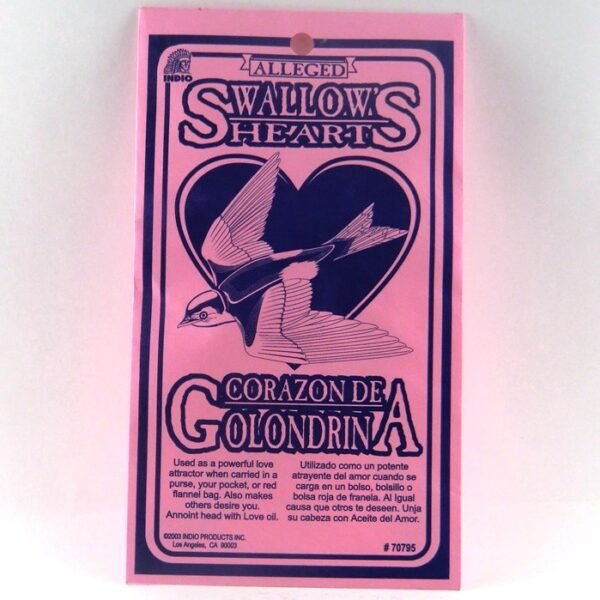 INDIO
ALLEGED
SWALLOW'S
HEARTS
CORAZON DE
GOLONDRINA
Used as a powerful love
attractor when carried in a
purse, your pocket, or red
flannel bag. Also makes
others desire you.
Annoint head with Love oil.
Utilizado como un potente
atrayente del amor cuando se
carga en un bolso, bolsillo o
bolsa roja de franela. Al Igual
causa que otros te deseen. Unja
su cabeza con Aceite del Amor.
©2003 INDIO PRODUCTS INC.
Los Angeles, CA 90003
# 70795